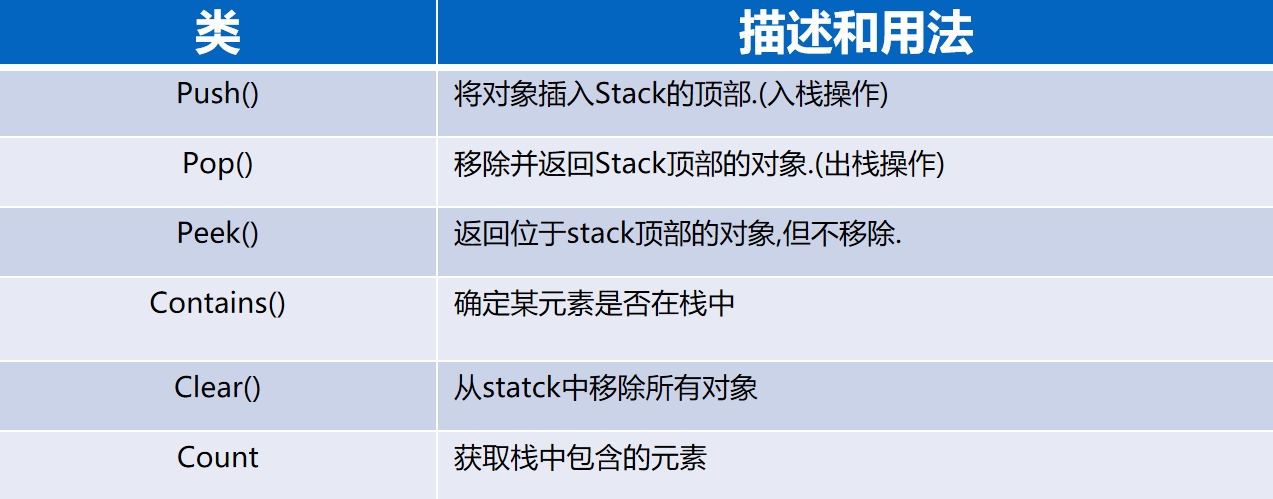 类 描述和用法
Push() 将对象插入Stack的顶部.(入栈操作)
Pop() 移除并返回Stack顶部的对象.(出栈操作)
Peek() 返回位于stack顶部的对象,但不移除.
Contains() 确定某元素是否在栈中
Clear() 从statck中移除所有对象
Count 获取栈中包含的元素